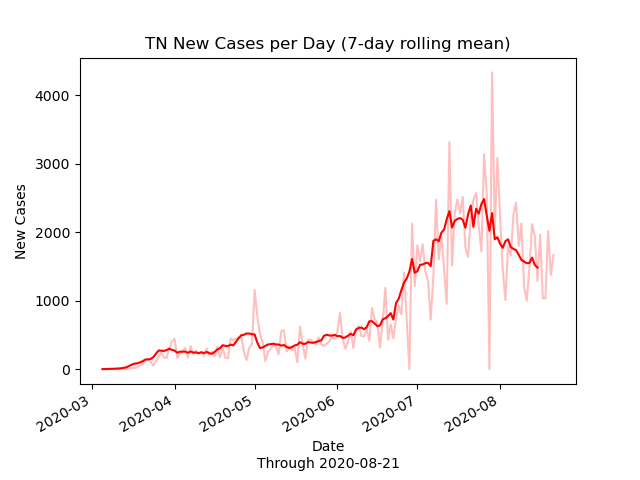 TN New Cases per Day (7-day rolling mean)
4000
3000
2000
1000
0
New Cases
2020-03
2020-04
2020-05
2020-06
2020-07
2020-08
Date
Through 2020-08-21